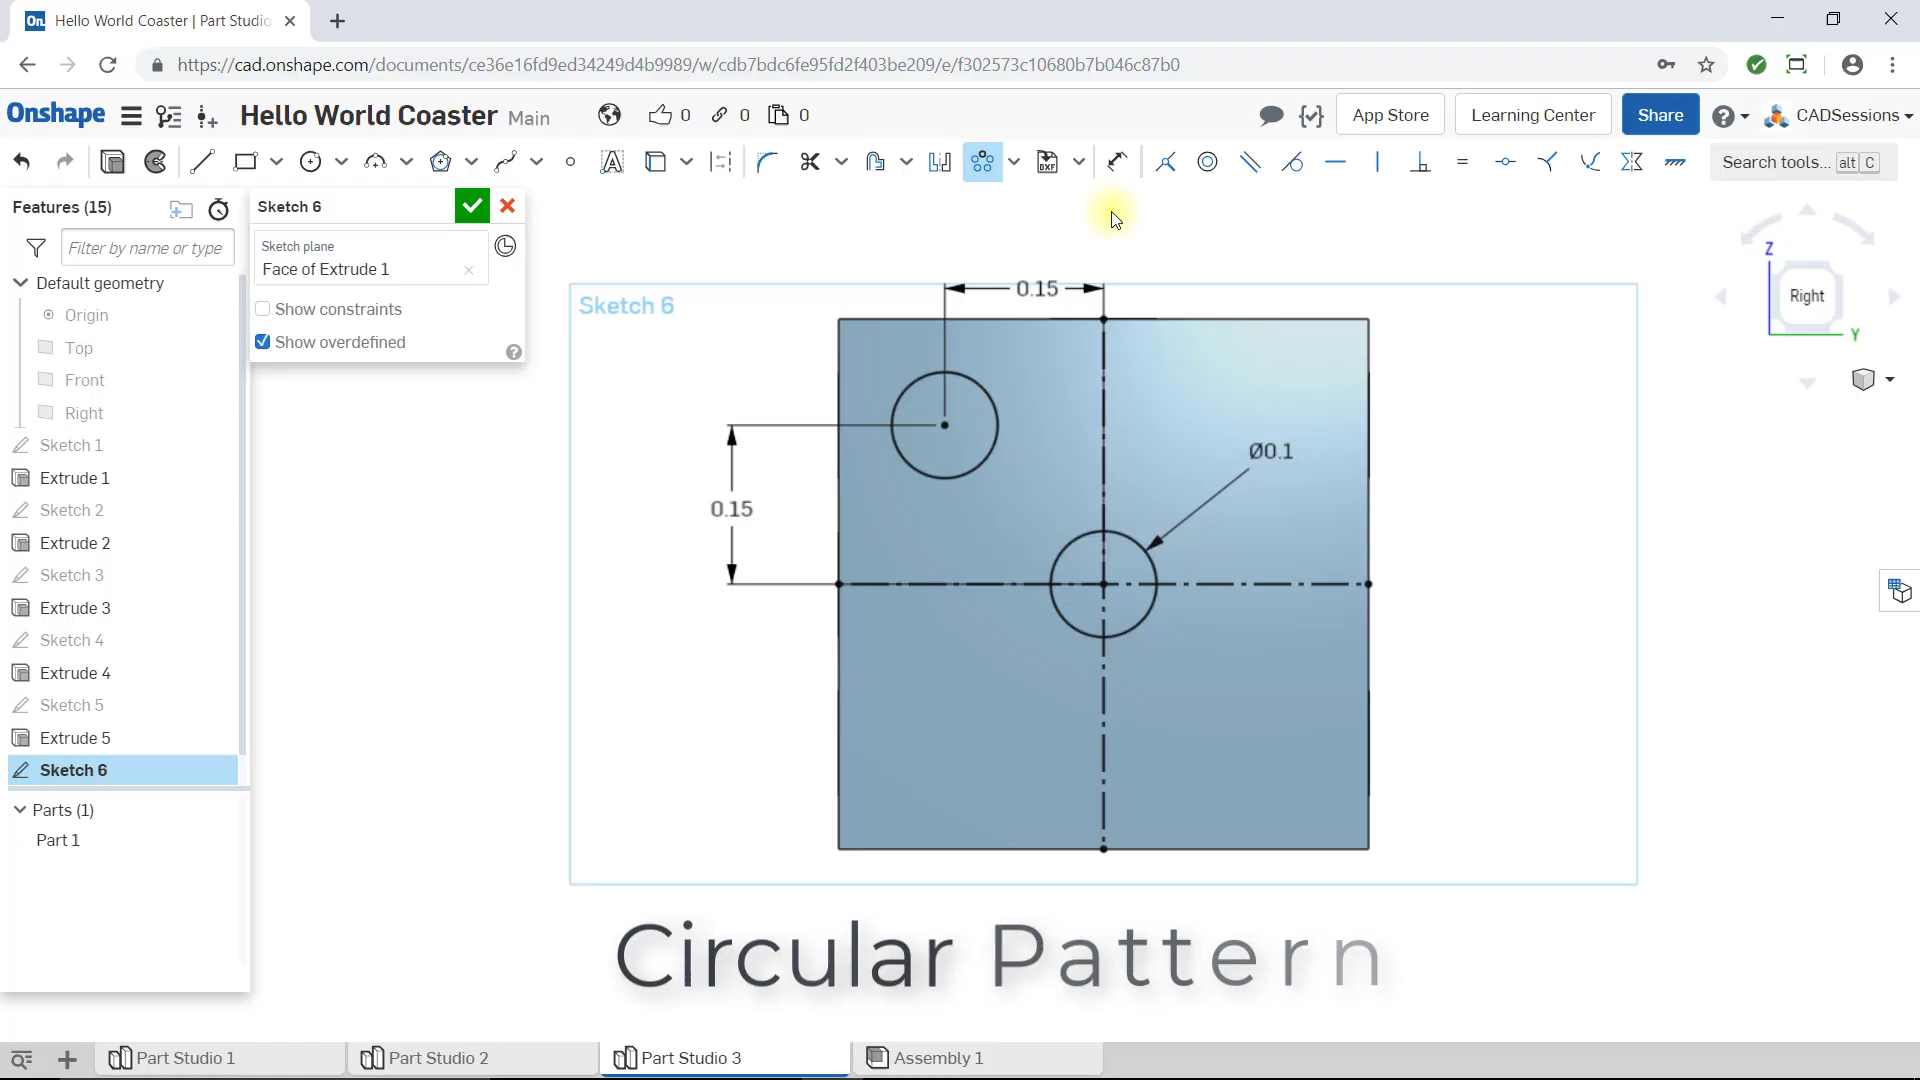 On. Hello World Coaster | Part Studio
https://cad.onshape.com/documents/ce36e16fd9ed34249d4b9989/w/cdb7bdc6fe95fd2f403be209/e/f302573c10680b7b046c87b0
Onshape Hello World Coaster Main 0 0 0 App Store Learning Center Share CADSessions
DXF Search tools... alt C
Features (15)
Filter by name or type
Default geometry
Origin
Top
Front
Right
Sketch 1
Extrude 1
Sketch 2
Extrude 2
Sketch 3
Extrude 3
Sketch 4
Extrude 4
Sketch 5
Extrude 5
Sketch 6
Parts (1)
Part 1
Sketch 6
Sketch plane
Face of Extrude 1
Show constraints
Show overdefined
Sketch 6
0.15
0.15
Ø0.1
Z
Right
Y
Circular Pattern
Part Studio 1 Part Studio 2 Part Studio 3 Assembly 1